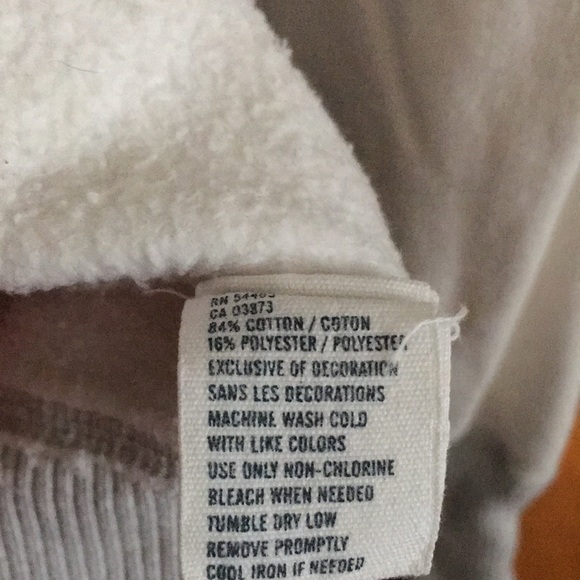 RN
CA 03873
84% COTTON / COTON
16% POLYESTER / POLYESTER
EXCLUSIVE OF DECORATION
SANS LES DECORATIONS
MACHINE WASH COLD
WITH LIKE COLORS
USE ONLY NON-CHLORINE
BLEACH WHEN NEEDED
TUMBLE DRY LOW
REMOVE PROMPTLY
COOL IRON IF NEEDED